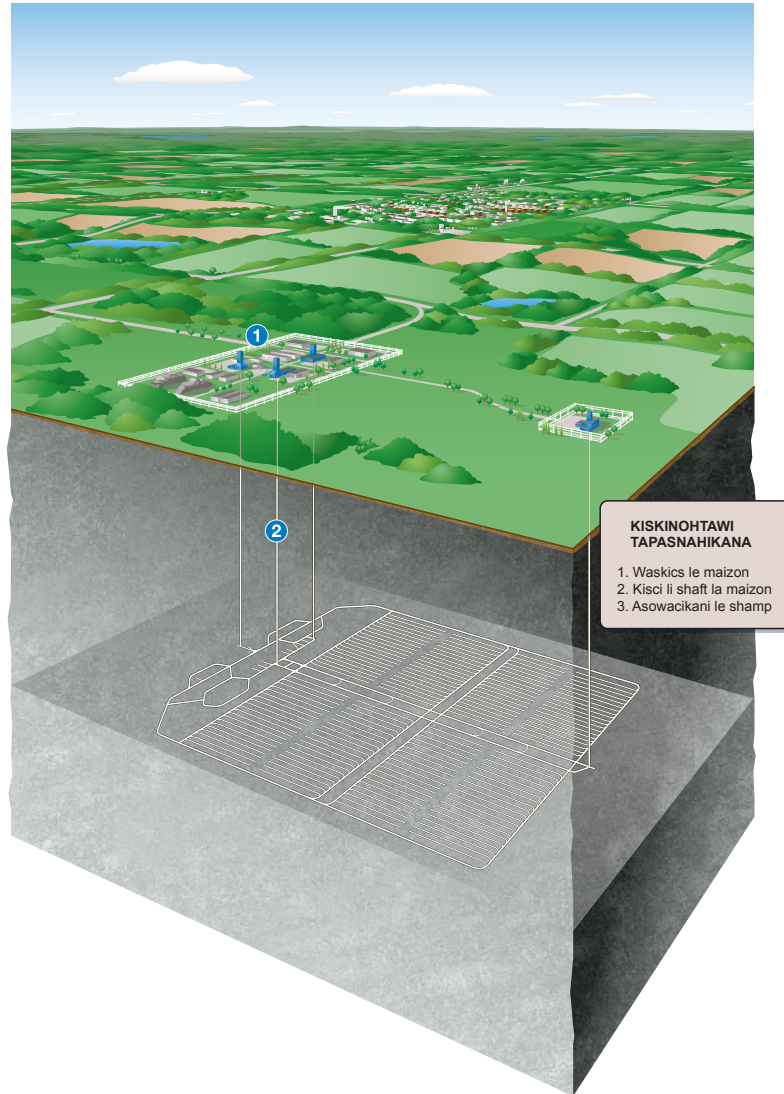 1
2
KISKINOHTAWI
TAPASNAHIKANA
1. Waskics le maizon
2. Kisci li shaft la maizon
3. Asowacikani le shamp